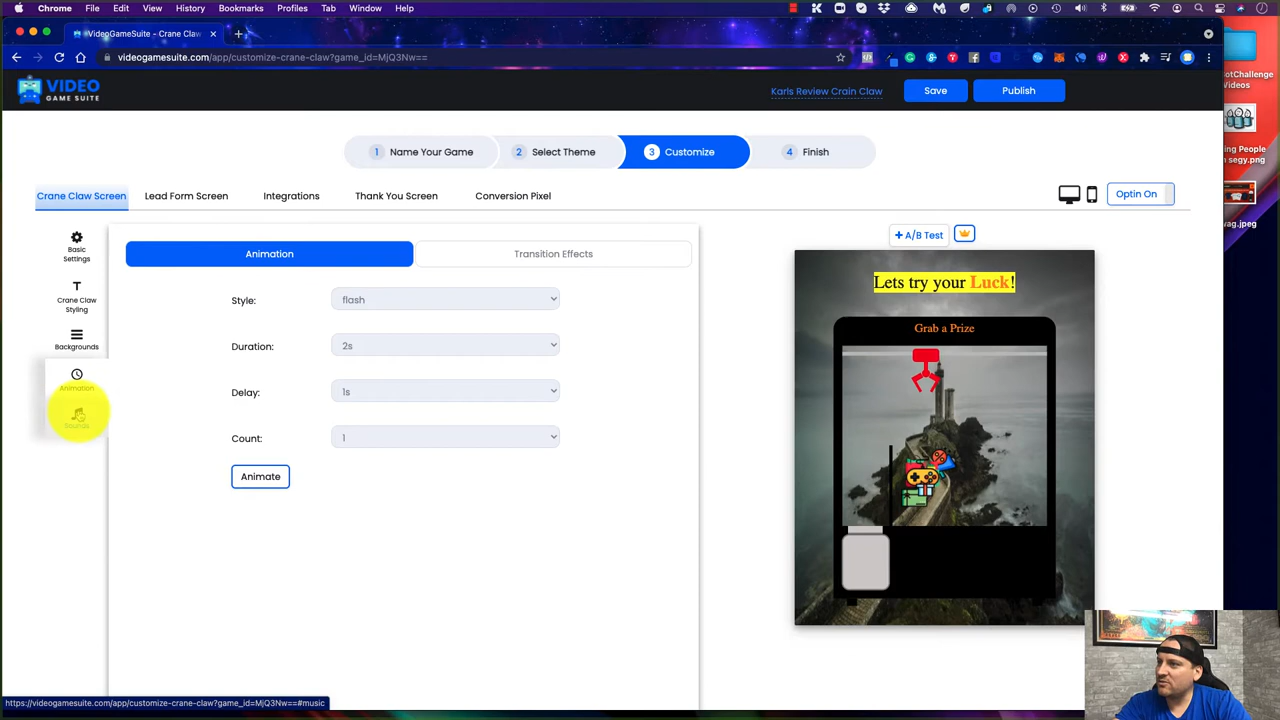 Chrome File Edit View History Bookmarks Profiles Tab Window Help
VideoGameSuite - Crane Claw
videogamesuite.com/app/customize-crane-claw?game_id=MjQ3Nw==
VIDEO
GAME SUITE
Karls Review Crain Claw
Save
Publish
1 Name Your Game
2 Select Theme
3 Customize
4 Finish
Crane Claw Screen
Lead Form Screen
Integrations
Thank You Screen
Conversion Pixel
Optin On
Basic
Settings
Crane Claw
Styling
Backgrounds
Animation
Sounds
Animation
Transition Effects
Style: flash
Duration: 2s
Delay: 1s
Count: 1
Animate
+ A/B Test
Lets try your Luck!
Grab a Prize
https://videogamesuite.com/app/customize-crane-claw?game_id=MjQ3Nw==#music
Videos